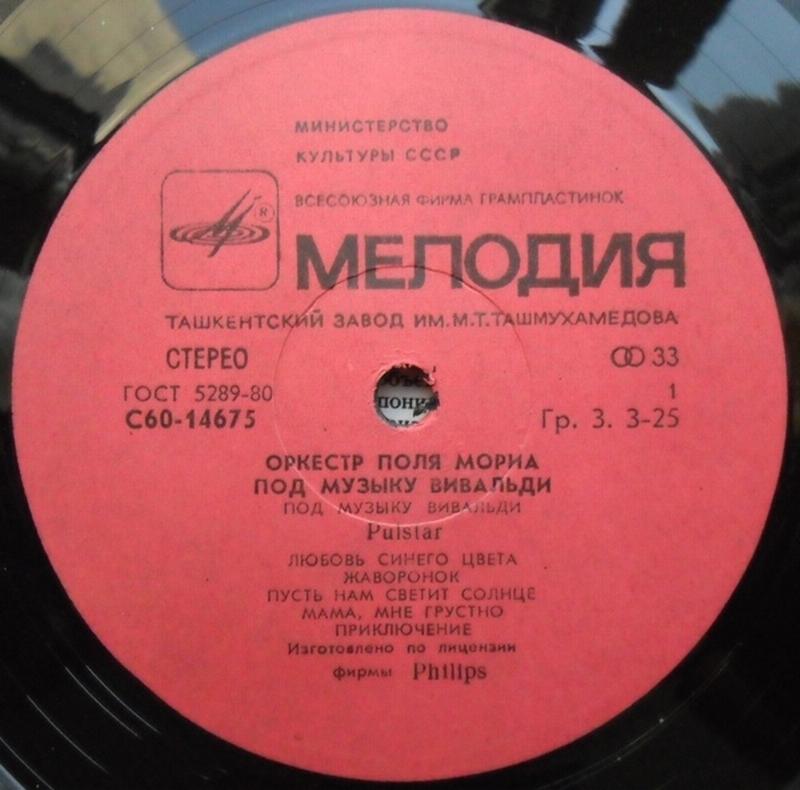 МИНИСТЕРСТВО
КУЛЬТУРЫ СССР
ВСЕСОЮЗНАЯ ФИРМА ГРАМПЛАСТИНОК
®
МЕЛОДИЯ
ТАШКЕНТСКИЙ ЗАВОД ИМ.М.Т.ТАШМУХАМЕДОВА
СТЕРЕО 33
ГОСТ 5289-80 1
С60-14675 Гр. 3. 3-25
ОРКЕСТР ПОЛЯ МОРИА
ПОД МУЗЫКУ ВИВАЛЬДИ
ПОД МУЗЫКУ ВИВАЛЬДИ
Pulstar
ЛЮБОВЬ СИНЕГО ЦВЕТА
ЖАВОРОНОК
ПУСТЬ НАМ СВЕТИТ СОЛНЦЕ
МАМА, МНЕ ГРУСТНО
ПРИКЛЮЧЕНИЕ
Изготовлено по лицензии
фирмы Philips